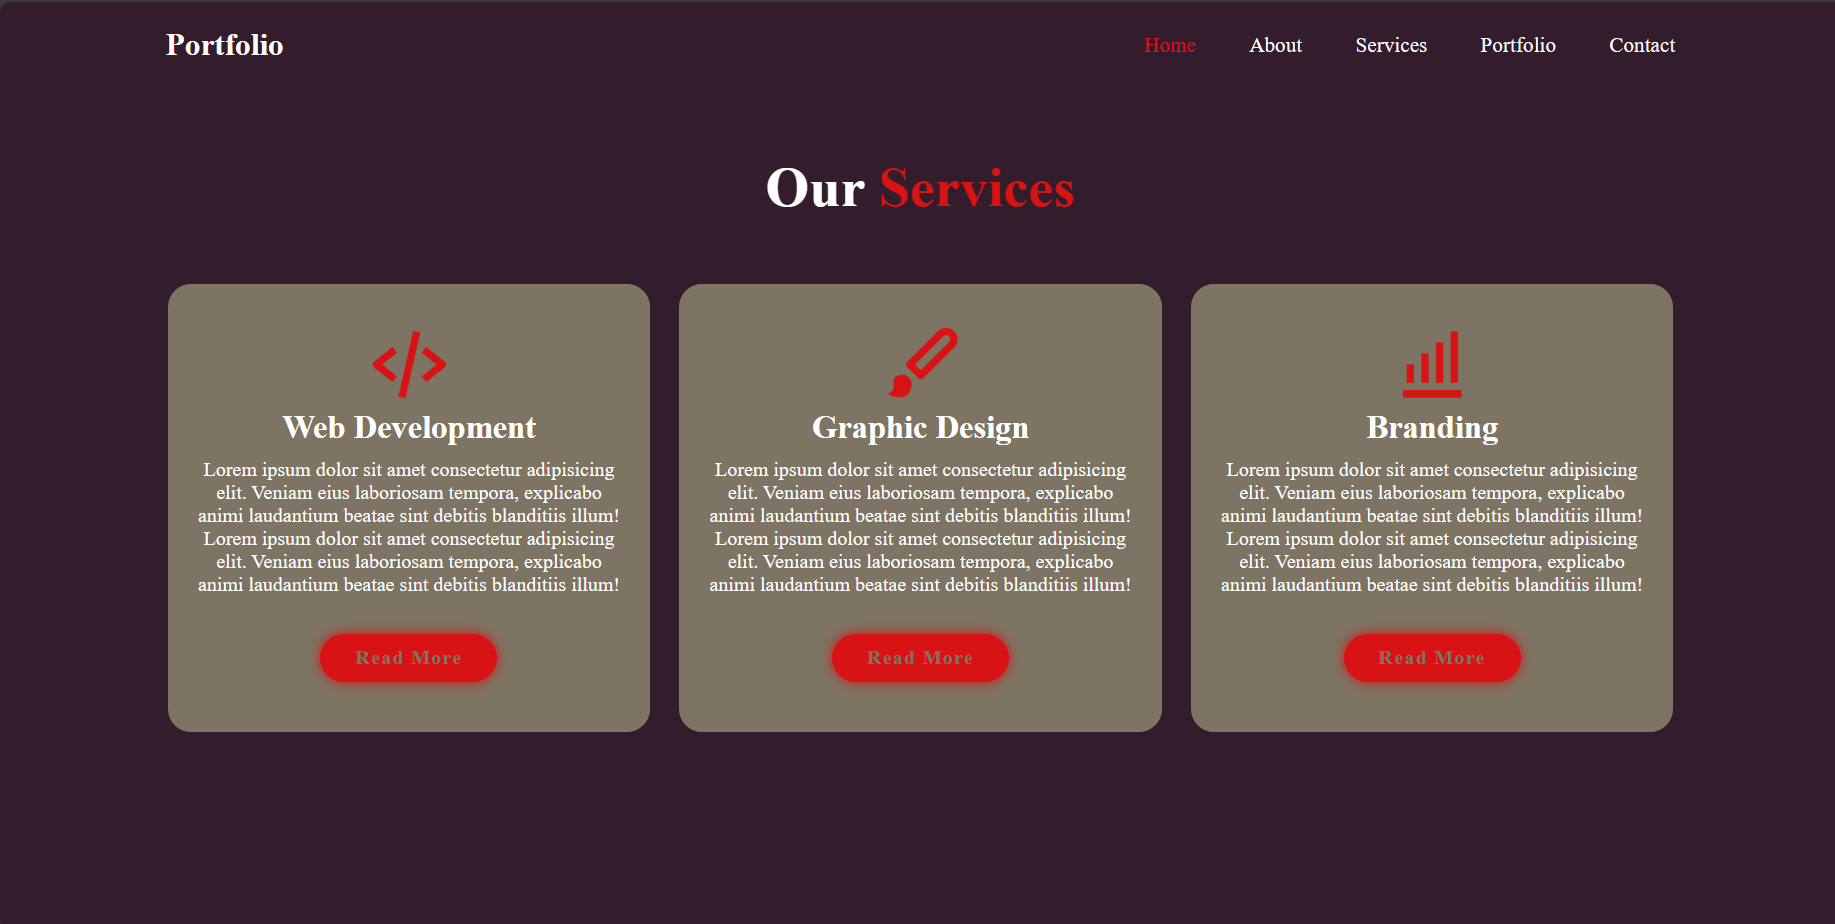 Portfolio
Home About Services Portfolio Contact
Our Services
Web Development
Lorem ipsum dolor sit amet consectetur adipisicing
elit. Veniam eius laboriosam tempora, explicabo
animi laudantium beatae sint debitis blanditiis illum!
Lorem ipsum dolor sit amet consectetur adipisicing
elit. Veniam eius laboriosam tempora, explicabo
animi laudantium beatae sint debitis blanditiis illum!
Read More
Graphic Design
Lorem ipsum dolor sit amet consectetur adipisicing
elit. Veniam eius laboriosam tempora, explicabo
animi laudantium beatae sint debitis blanditiis illum!
Lorem ipsum dolor sit amet consectetur adipisicing
elit. Veniam eius laboriosam tempora, explicabo
animi laudantium beatae sint debitis blanditiis illum!
Read More
Branding
Lorem ipsum dolor sit amet consectetur adipisicing
elit. Veniam eius laboriosam tempora, explicabo
animi laudantium beatae sint debitis blanditiis illum!
Lorem ipsum dolor sit amet consectetur adipisicing
elit. Veniam eius laboriosam tempora, explicabo
animi laudantium beatae sint debitis blanditiis illum!
Read More